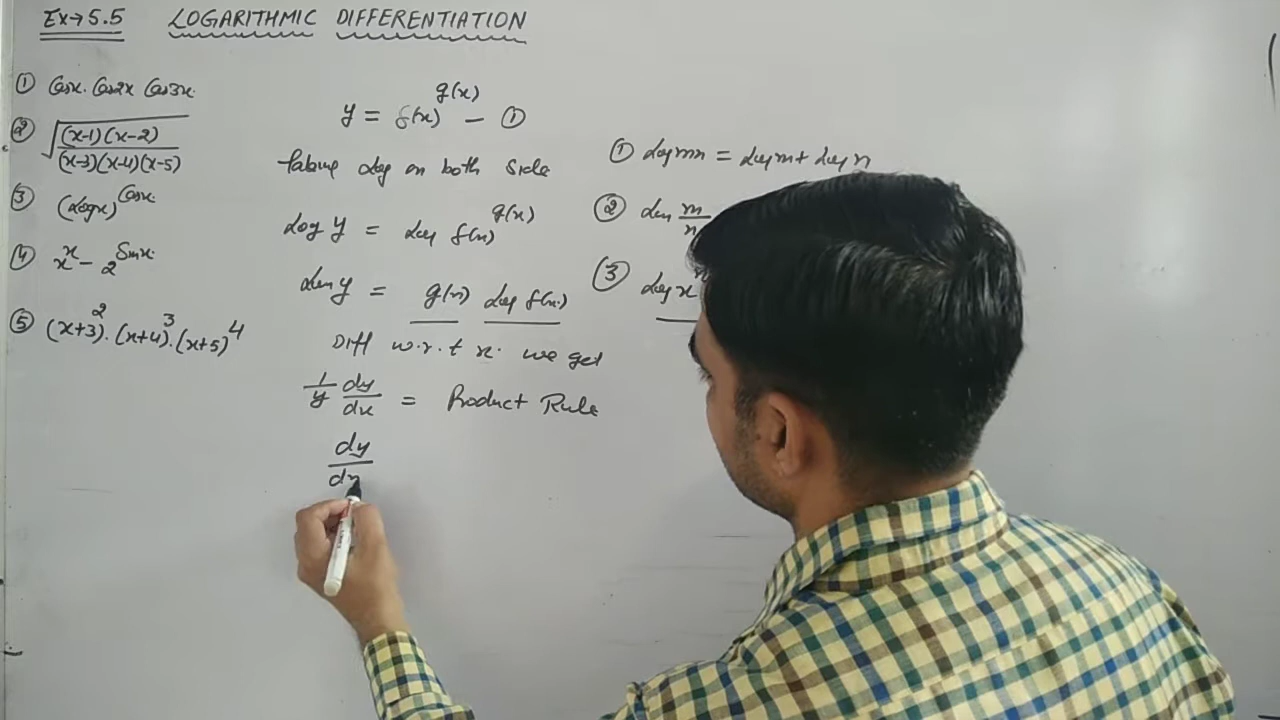 Ex→5.5 LOGARITHMIC DIFFERENTIATION
① Cosx. Cos2x Cos3x.
② √((x-1)(x-2)/(x-3)(x-4)(x-5))
③ (logx)^Cosx.
④ x^x - 2^Sinx.
⑤ (x+3)^2. (x+4)^3. (x+5)^4
y = f(x)^g(x) - ①
Taking log on both side
log y = log f(x)^g(x)
log y = g(x) log f(x)
Diff w.r.t x. we get
1/y dy/dx = Product Rule
dy/dx
① log mn = log m + log n
② log m/n
③ log x